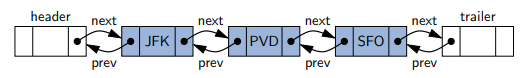 header trailer
next next next next
JFK PVD SFO
prev prev prev prev